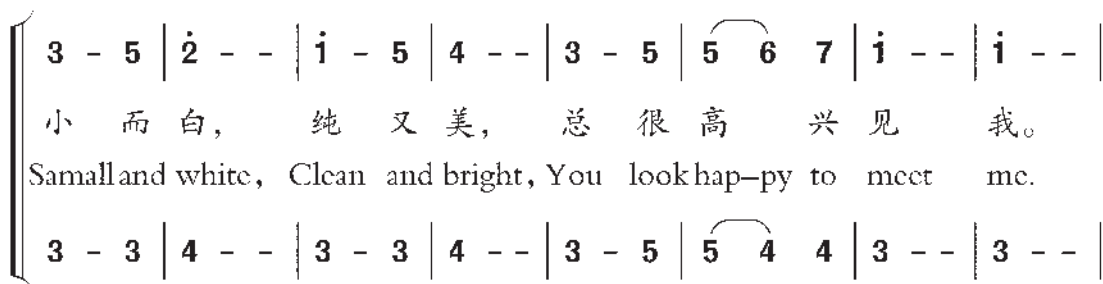 3 - 5 | 2̇ - - | 1̇ - 5 | 4 - - | 3 - 5 | 5 6 7 | 1̇ - - | 1̇ - - |
小 而 白， 纯 又 美， 总 很 高 兴 见 我。
Samall and white, Clean and bright, You look hap–py to meet me.
3 - 3 | 4 - - | 3 - 3 | 4 - - | 3 - 5 | 5 4 4 | 3 - - | 3 - - |